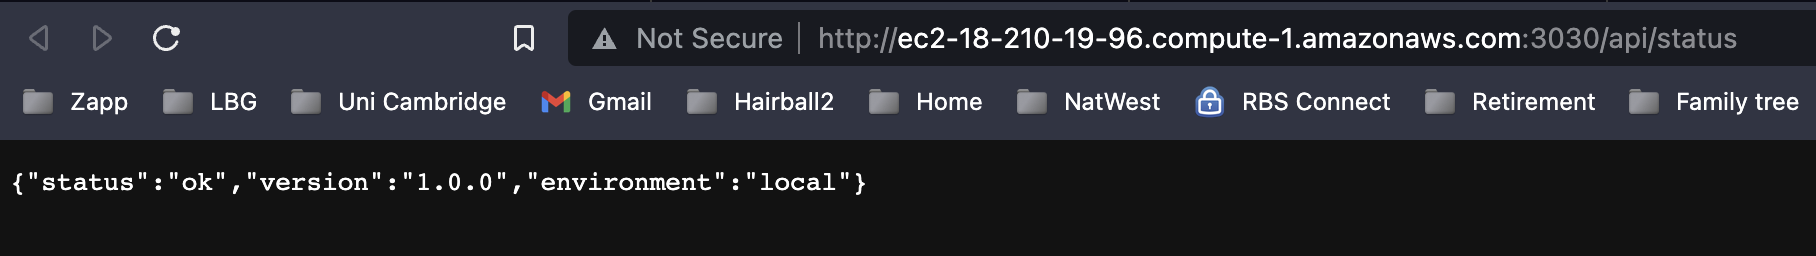 Not Secure http://ec2-18-210-19-96.compute-1.amazonaws.com:3030/api/status
Zapp LBG Uni Cambridge Gmail Hairball2 Home NatWest RBS Connect Retirement Family tree
{"status":"ok","version":"1.0.0","environment":"local"}